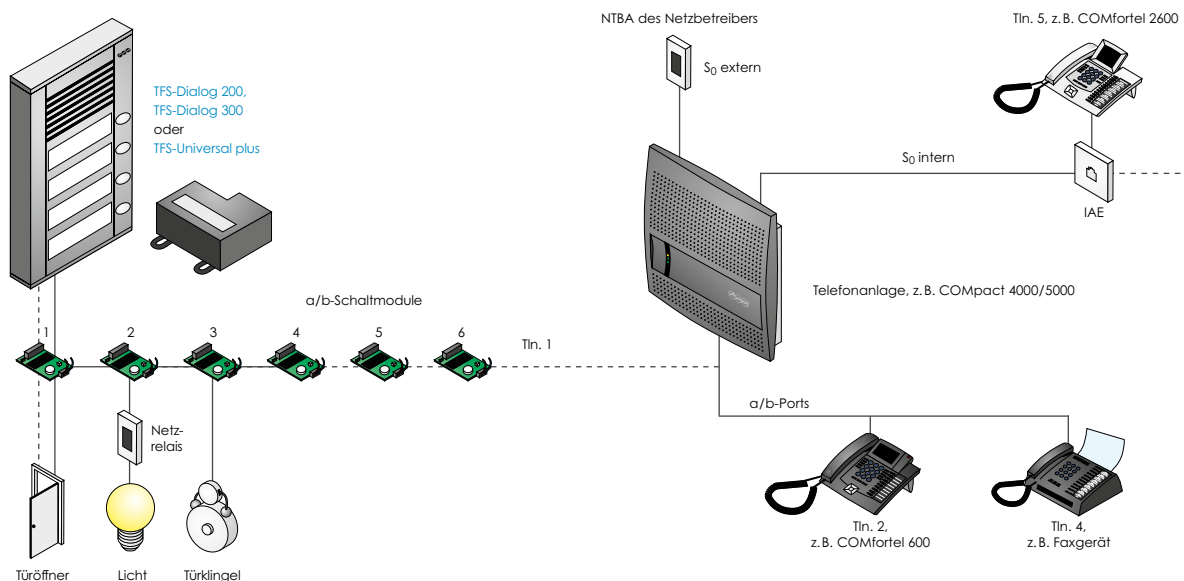 NTBA des Netzbetreibers
Tln. 5, z.B. COMfortel 2600
S0 extern
TFS-Dialog 200,
TFS-Dialog 300
oder
TFS-Universal plus
S0 intern
IAE
Telefonanlage, z.B. COMpact 4000/5000
a/b-Schaltmodule
1
2
3
4
5
6
Tln. 1
a/b-Ports
Netz-
relais
Tln. 2,
z.B. COMfortel 600
Tln. 4,
z.B. Faxgerät
Türöffner
Licht
Türklingel